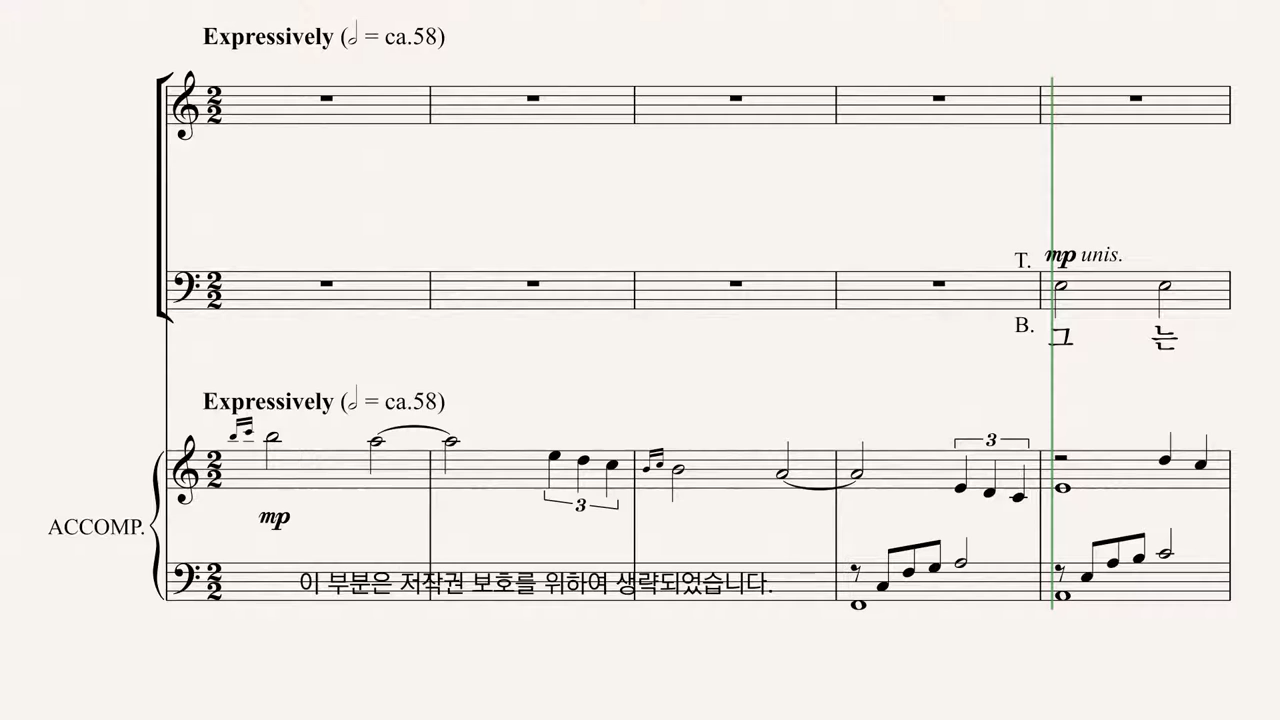 Expressively (𝅗𝅥 = ca.58)
T. mp unis.
B.
그 는
Expressively (𝅗𝅥 = ca.58)
3
3
mp
ACCOMP.
이 부분은 저작권 보호를 위하여 생략되었습니다.